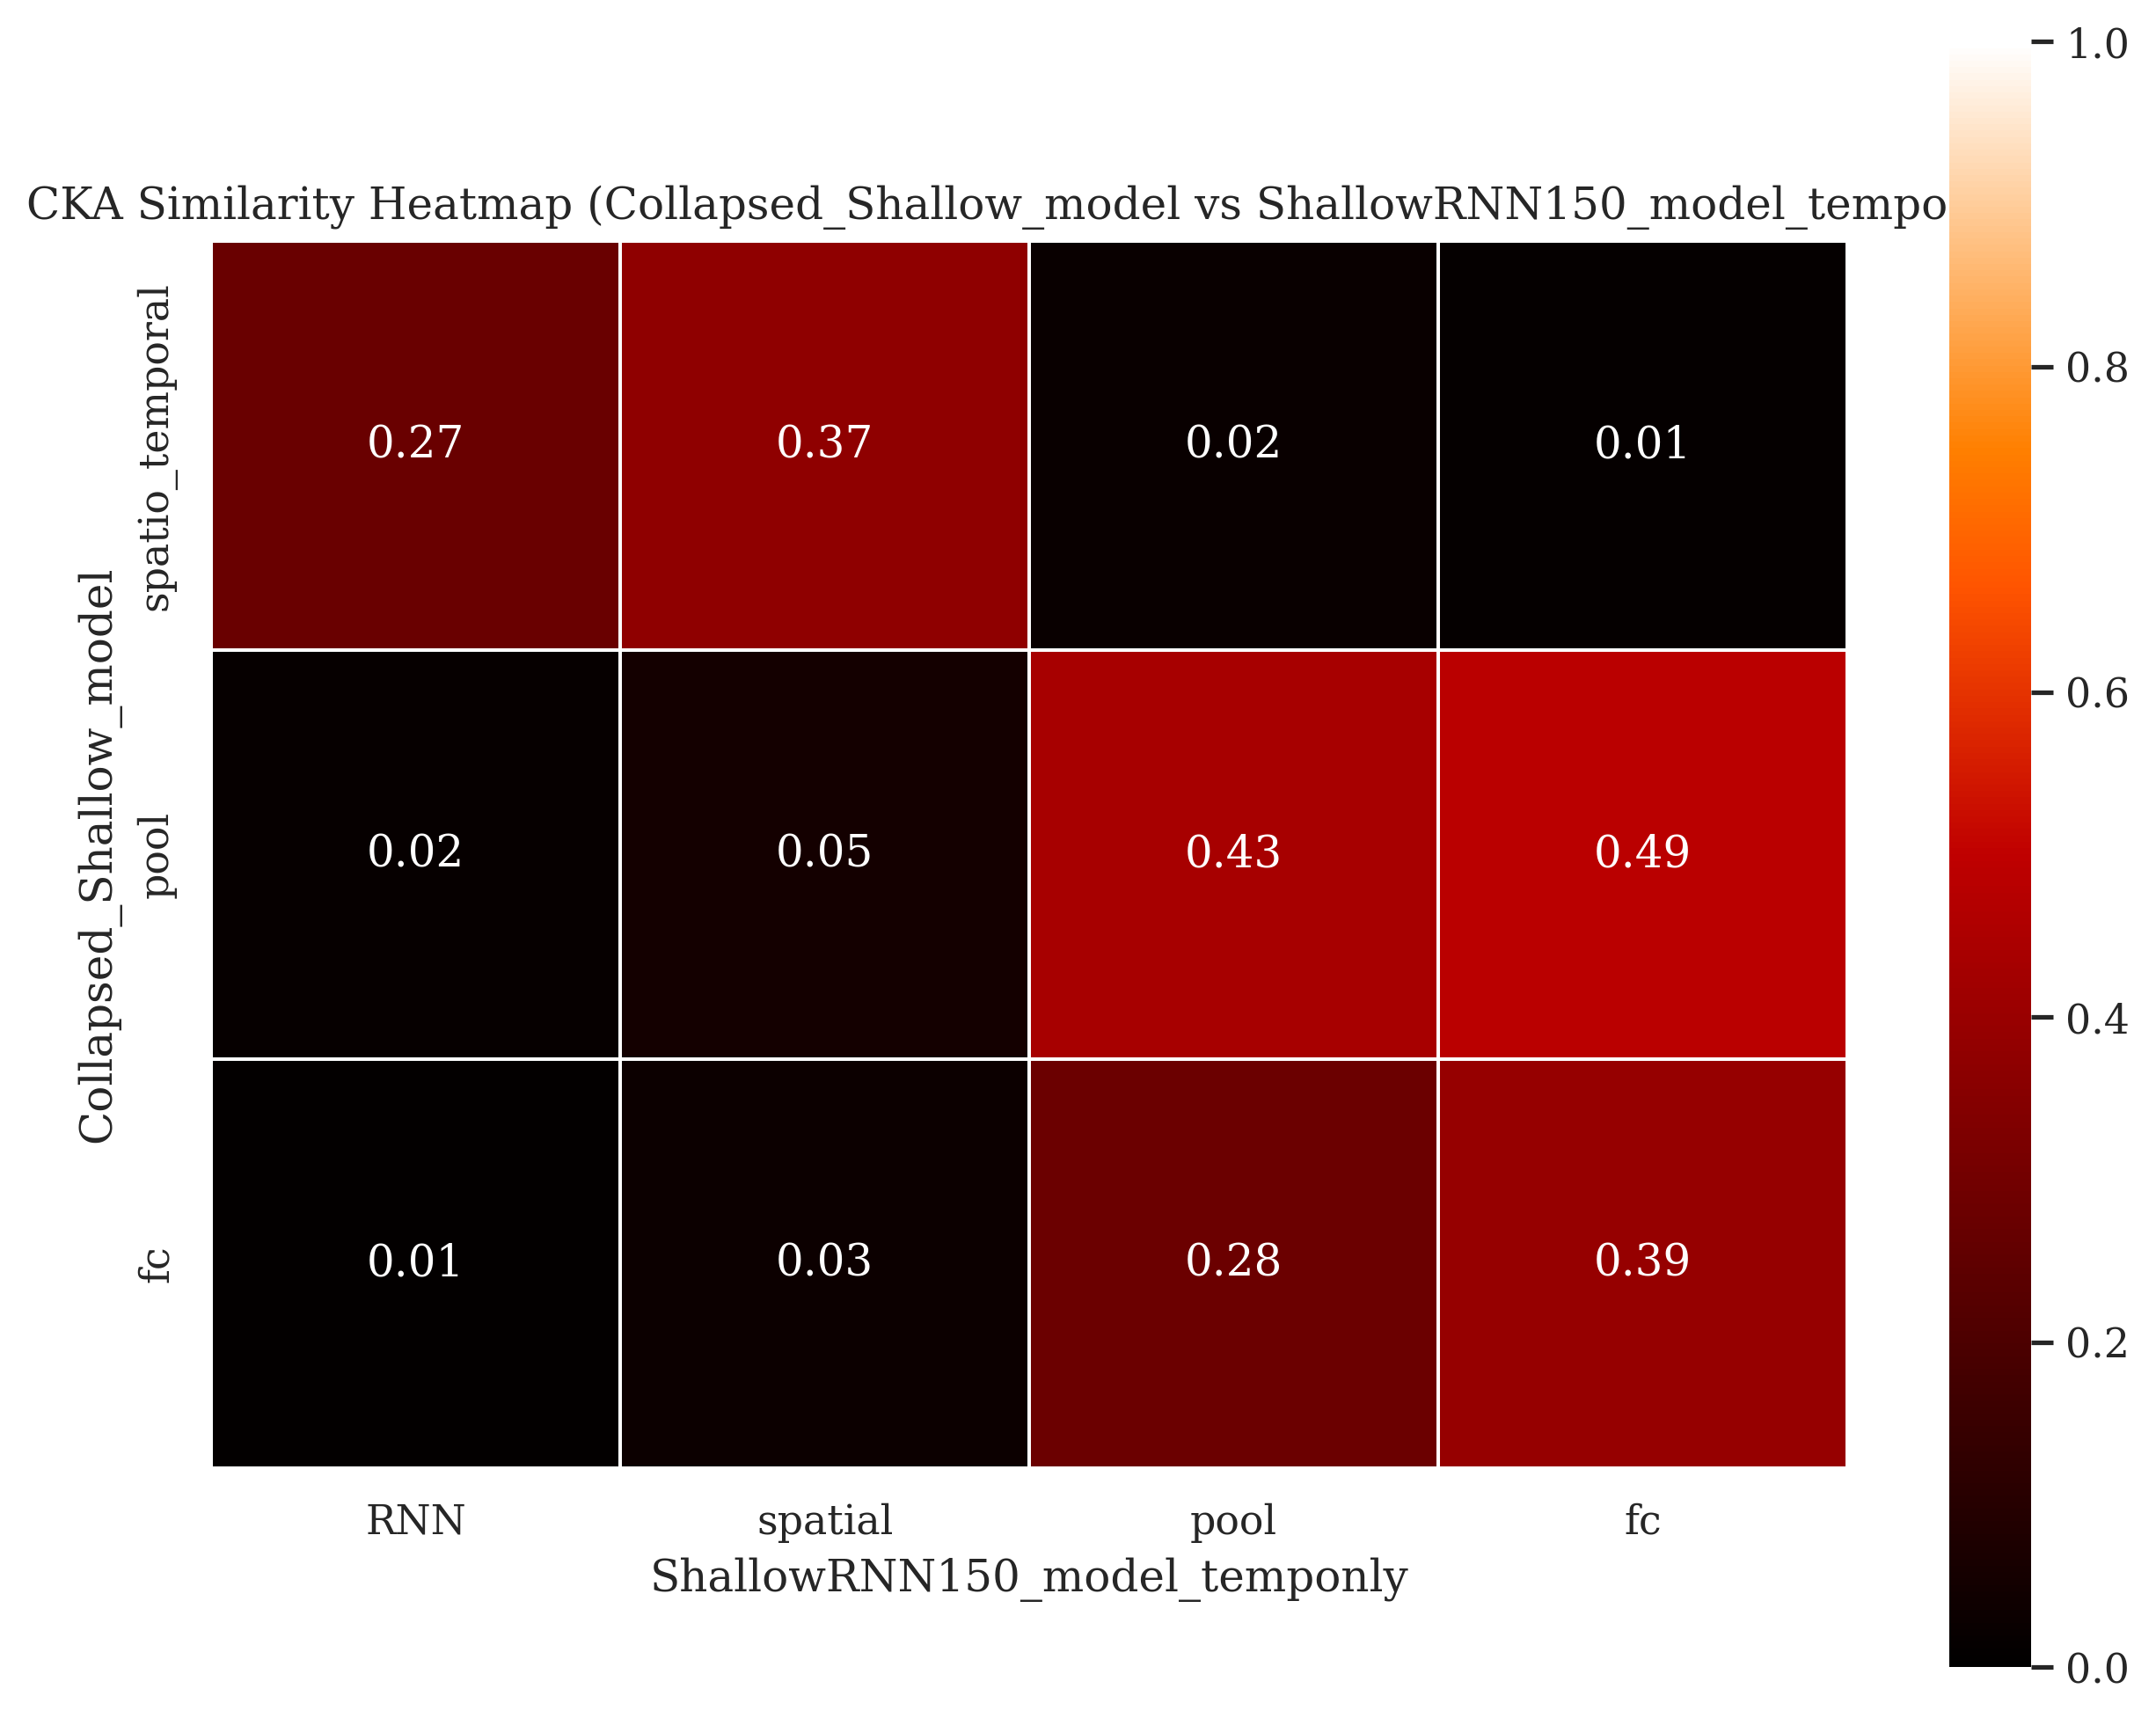 CKA Similarity Heatmap (Collapsed_Shallow_model vs ShallowRNN150_model_tempo
Collapsed_Shallow_model
spatio_temporal
0.27 0.37 0.02 0.01
pool
0.02 0.05 0.43 0.49
fc
0.01 0.03 0.28 0.39
RNN spatial pool fc
ShallowRNN150_model_temponly
1.0
0.8
0.6
0.4
0.2
0.0